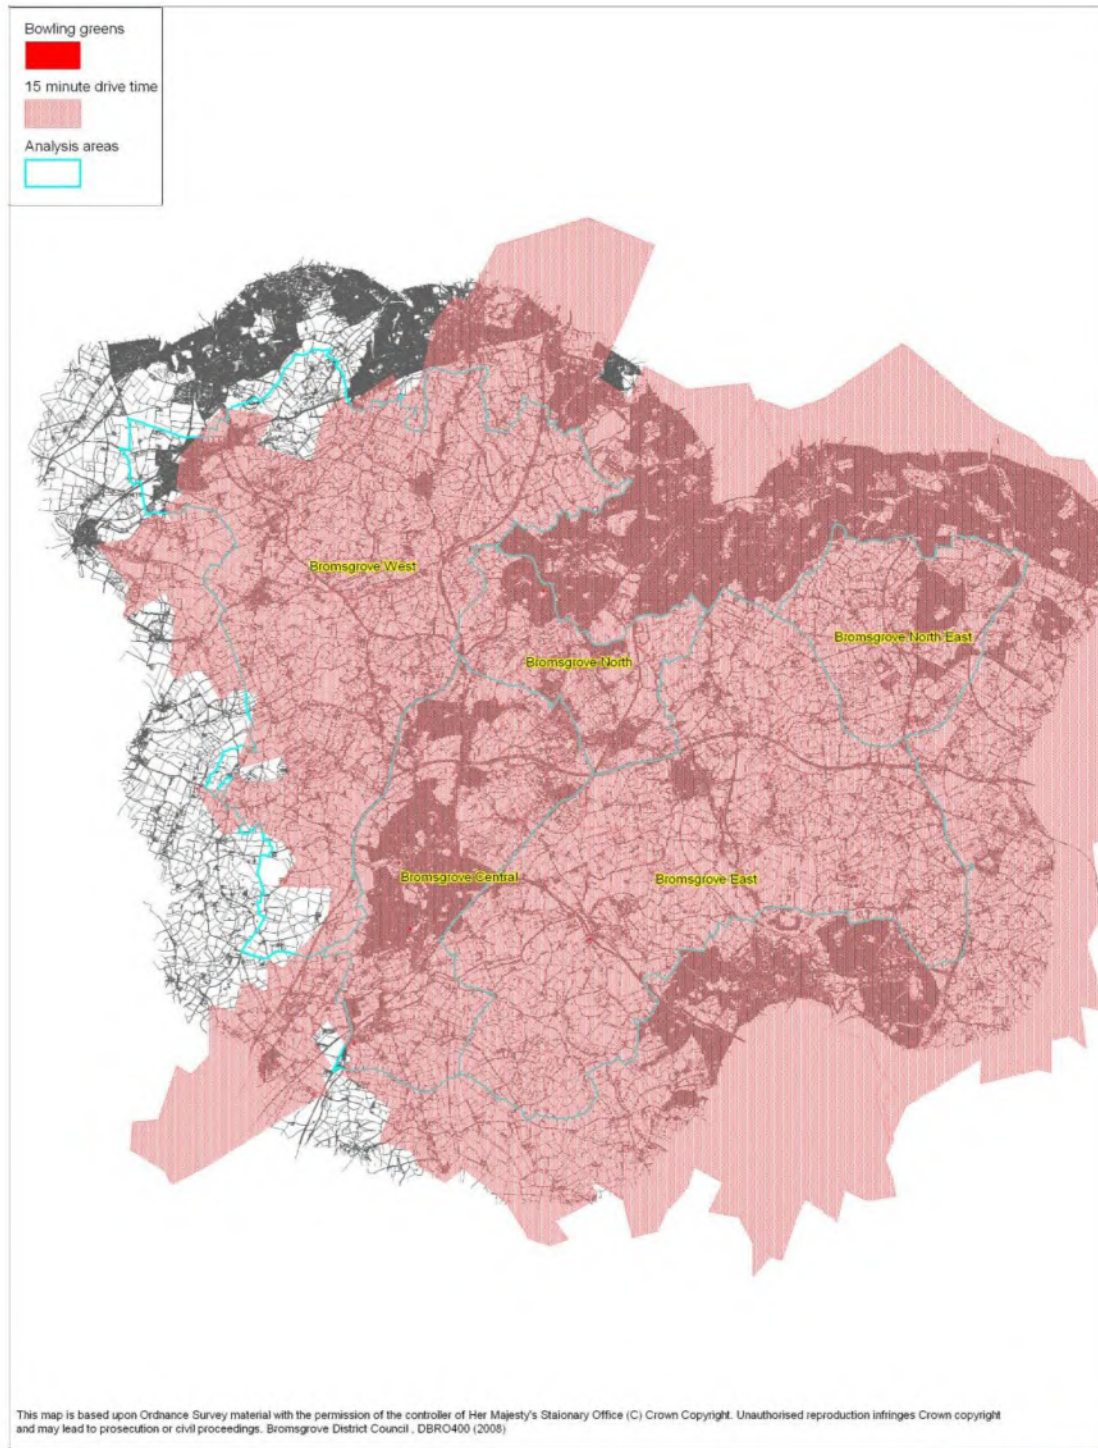 Bowling greens
15 minute drive time
Analysis areas
Bromsgrove West
Bromsgrove North East
Bromsgrove North
Bromsgrove Central
Bromsgrove East
This map is based upon Ordnance Survey material with the permission of the controller of Her Majesty's Staionary Office (C) Crown Copyright. Unauthorised reproduction infringes Crown copyright
and may lead to prosecution or civil proceedings. Bromsgrove District Council . DBRO400 (2008)